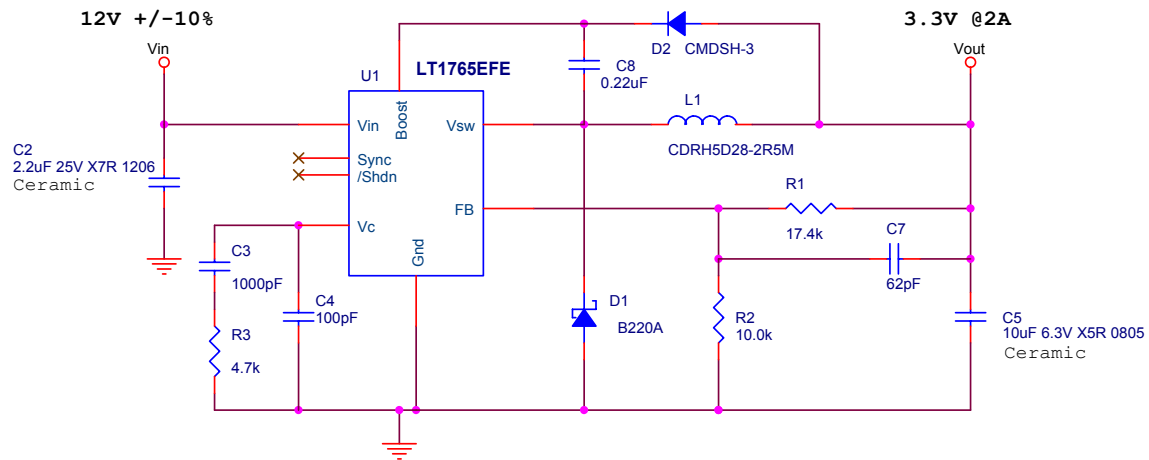 12V +/-10%
3.3V @2A
Vin
Vout
D2 CMDSH-3
U1
LT1765EFE
C8
0.22uF
L1
CDRH5D28-2R5M
Vin
Boost
Vsw
Sync
/Shdn
FB
Vc
Gnd
C2
2.2uF 25V X7R 1206
Ceramic
R1
17.4k
C7
62pF
C3
1000pF
C4
100pF
R3
4.7k
D1
B220A
R2
10.0k
C5
10uF 6.3V X5R 0805
Ceramic